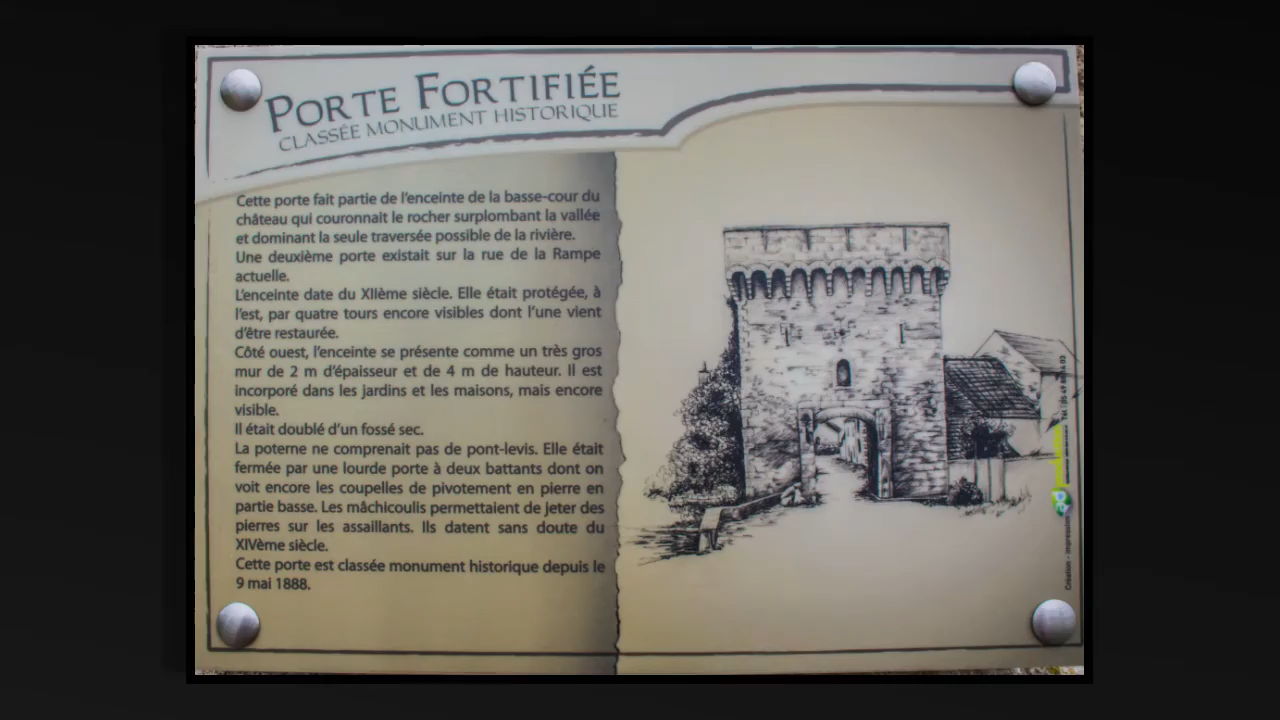 PORTE FORTIFIÉE
CLASSÉE MONUMENT HISTORIQUE
Cette porte fait partie de l'enceinte de la basse-cour du
château qui couronnait le rocher surplombant la vallée
et dominant la seule traversée possible de la rivière.
Une deuxième porte existait sur la rue de la Rampe
actuelle.
L'enceinte date du XIIème siècle. Elle était protégée, à
l'est, par quatre tours encore visibles dont l'une vient
d'être restaurée.
Côté ouest, l'enceinte se présente comme un très gros
mur de 2 m d'épaisseur et de 4 m de hauteur. Il est
incorporé dans les jardins et les maisons, mais encore
visible.
Il était doublé d'un fossé sec.
La poterne ne comprenait pas de pont-levis. Elle était
fermée par une lourde porte à deux battants dont on
voit encore les coupelles de pivotement en pierre en
partie basse. Les mâchicoulis permettaient de jeter des
pierres sur les assaillants. Ils datent sans doute du
XIVème siècle.
Cette porte est classée monument historique depuis le
9 mai 1888.
Création - Impression